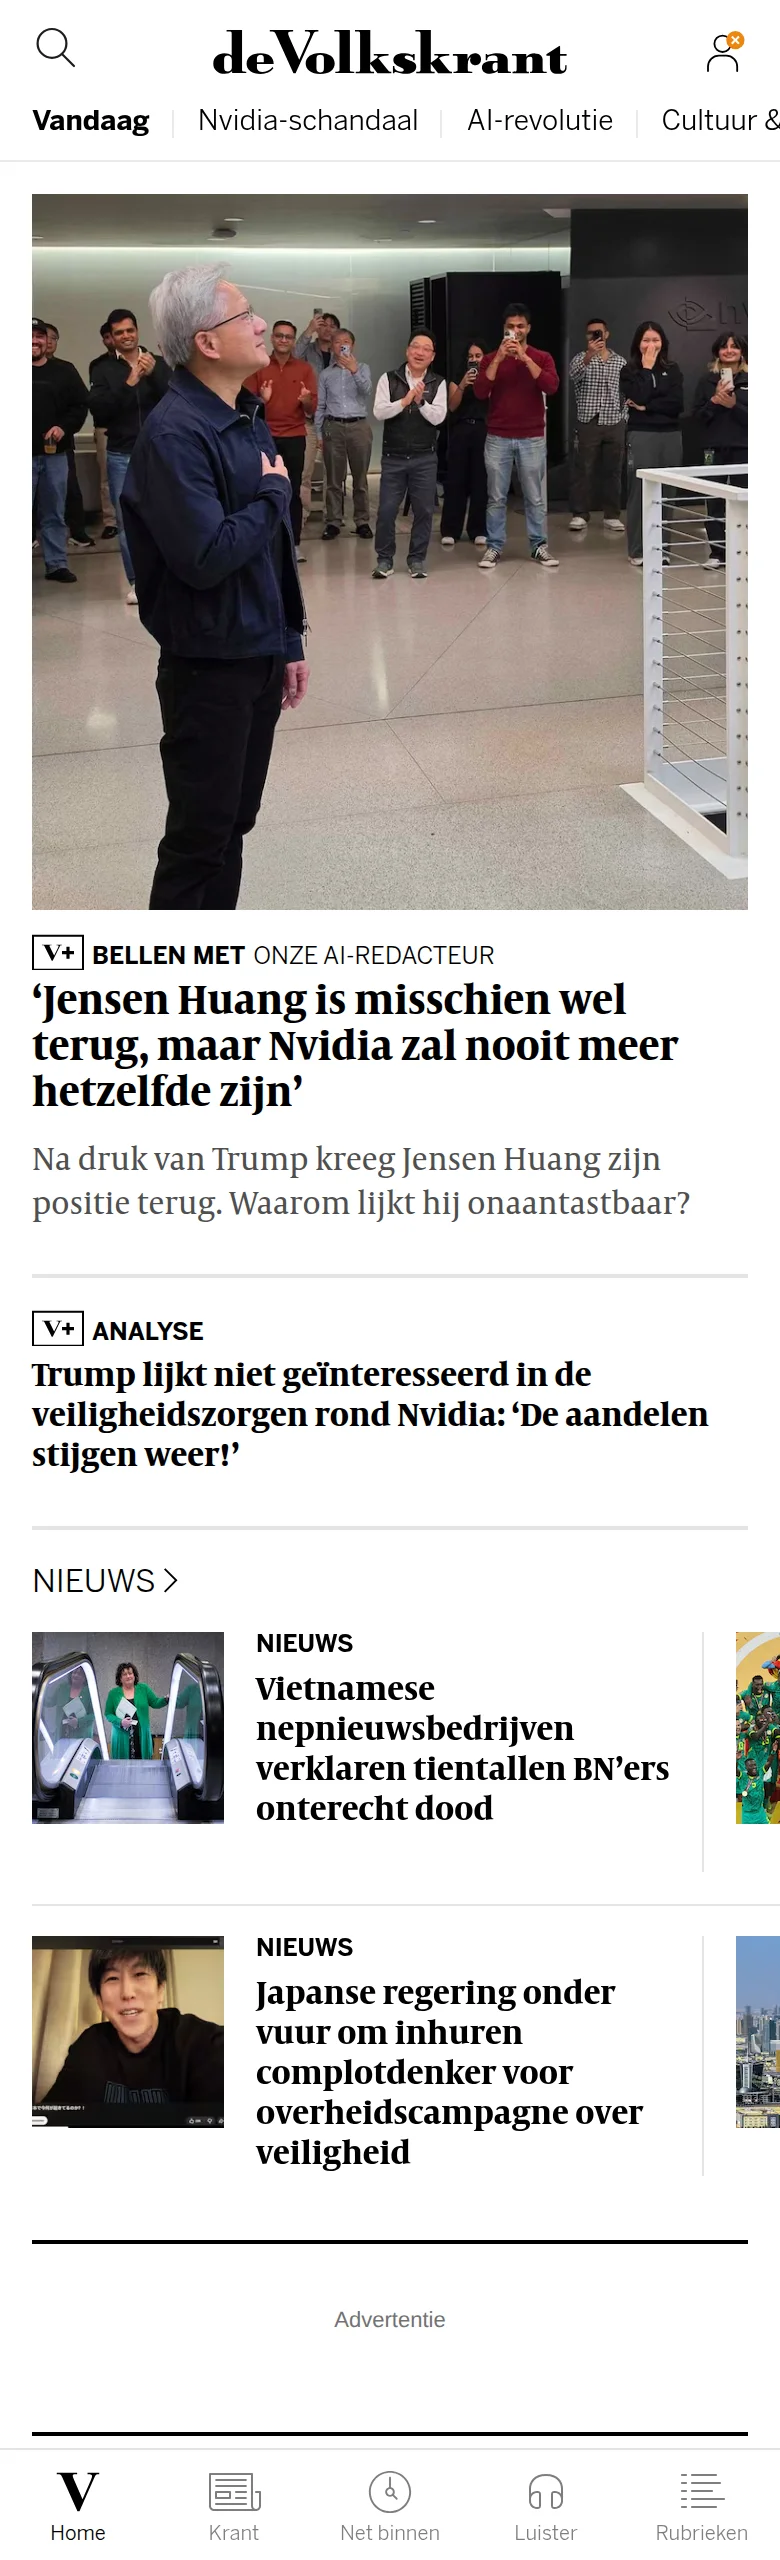 deVolkskrant
Vandaag
Nvidia-schandaal
AI-revolutie
Cultuur &
V+ BELLEN MET ONZE AI-REDACTEUR
‘Jensen Huang is misschien wel
terug, maar Nvidia zal nooit meer
hetzelfde zijn’
Na druk van Trump kreeg Jensen Huang zijn
positie terug. Waarom lijkt hij onaantastbaar?
V+ ANALYSE
Trump lijkt niet geïnteresseerd in de
veiligheidszorgen rond Nvidia: ‘De aandelen
stijgen weer!’
NIEUWS
NIEUWS
Vietnamese
nepnieuwsbedrijven
verklaren tientallen BN’ers
onterecht dood
NIEUWS
Japanse regering onder
vuur om inhuren
complotdenker voor
overheidscampagne over
veiligheid
Advertentie
V
Home
Krant
Net binnen
Luister
Rubrieken